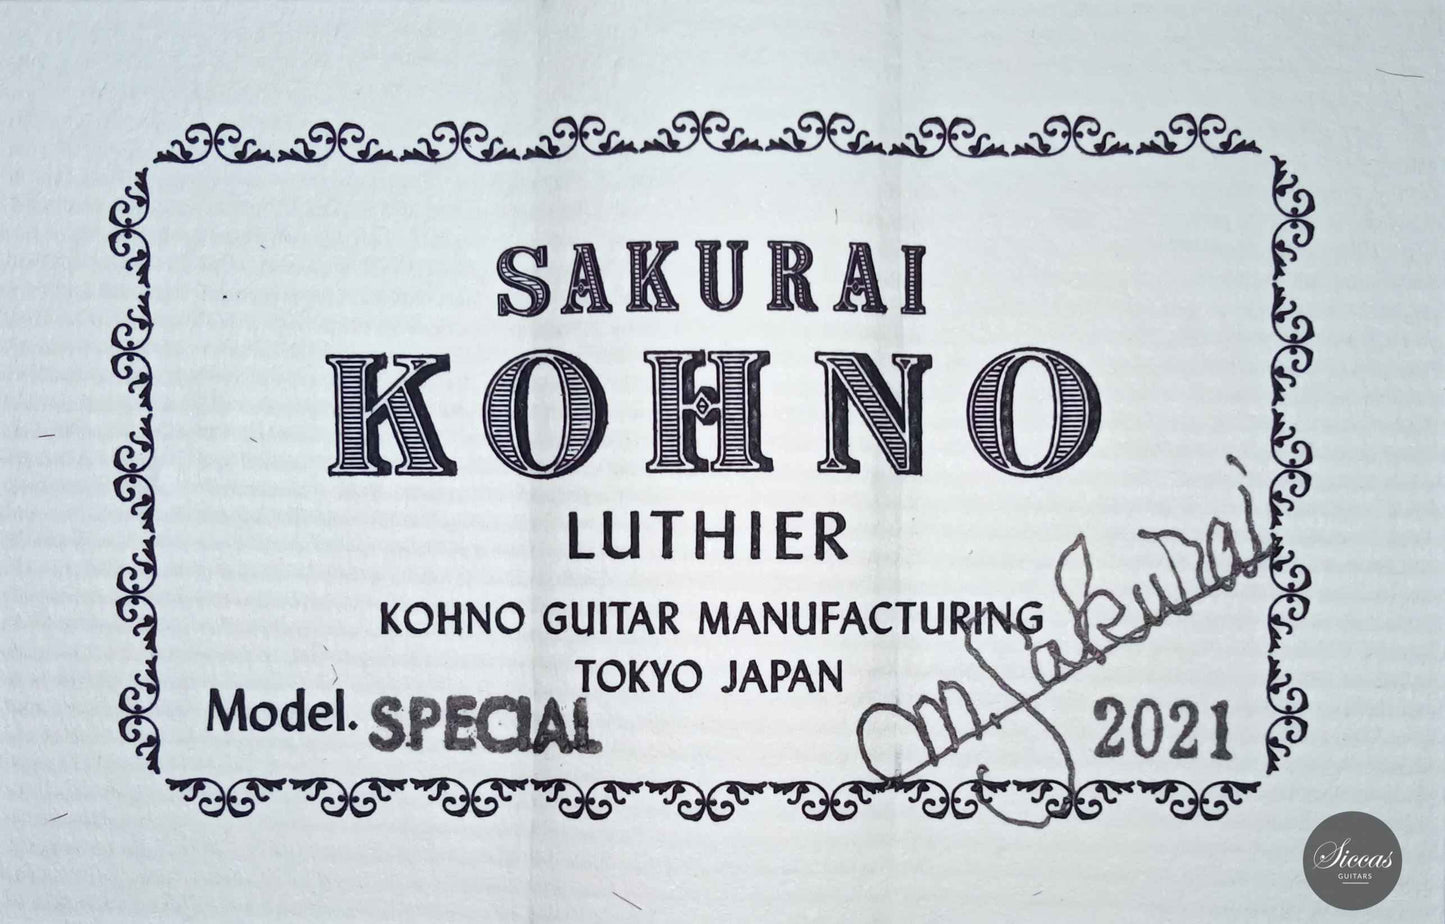 SAKURAI
KOHNO
LUTHIER
KOHNO GUITAR MANUFACTURING
TOKYO JAPAN
Model. SPECIAL
M. Sakurai
2021
Siccas
GUITARS